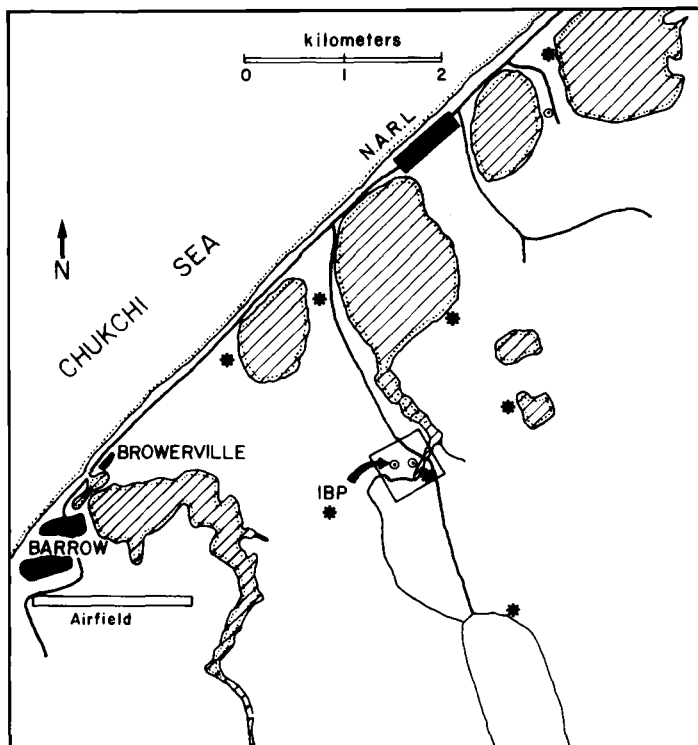 kilometers
0 1 2
N.A.R.L.
N
CHUKCHI SEA
BROWERVILLE
IBP
BARROW
Airfield